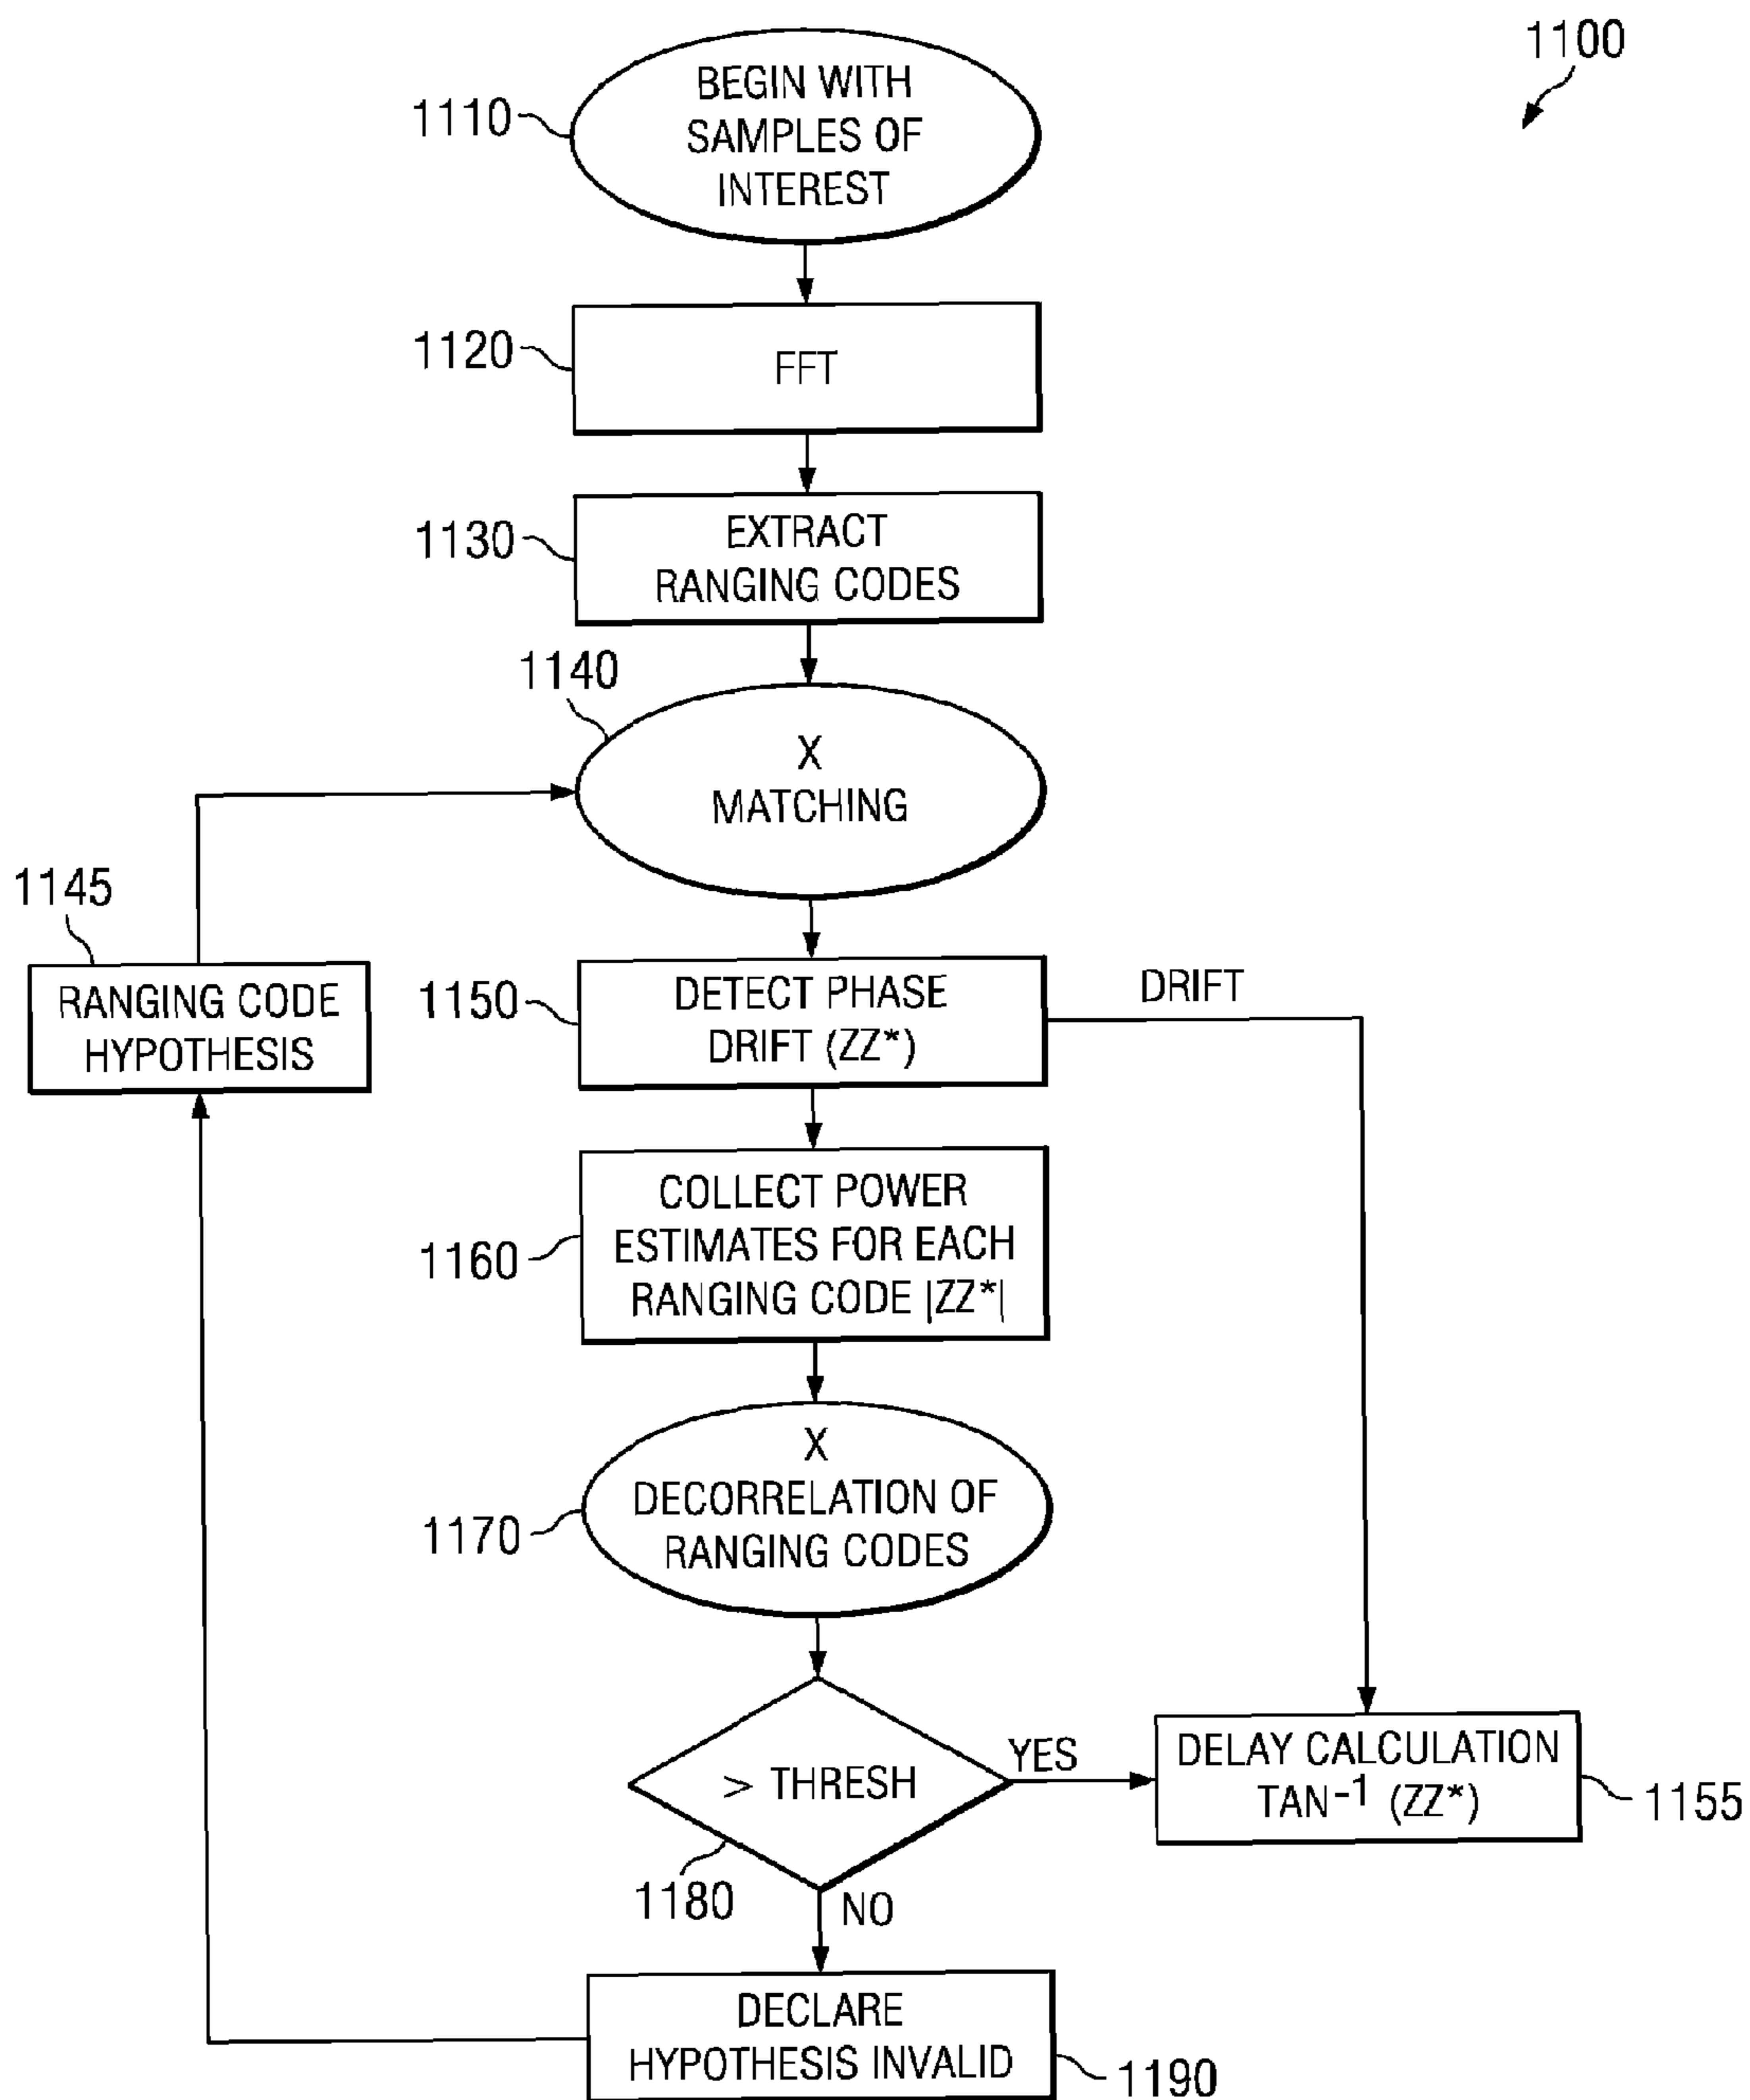 1100
1110
BEGIN WITH
SAMPLES OF
INTEREST
1120
FFT
1130
EXTRACT
RANGING CODES
1140
X
MATCHING
1145
RANGING CODE
HYPOTHESIS
1150
DETECT PHASE
DRIFT (ZZ*)
DRIFT
1160
COLLECT POWER
ESTIMATES FOR EACH
RANGING CODE |ZZ*|
1170
X
DECORRELATION OF
RANGING CODES
1180
> THRESH
YES
DELAY CALCULATION
TAN-1 (ZZ*)
1155
NO
DECLARE
HYPOTHESIS INVALID
1190